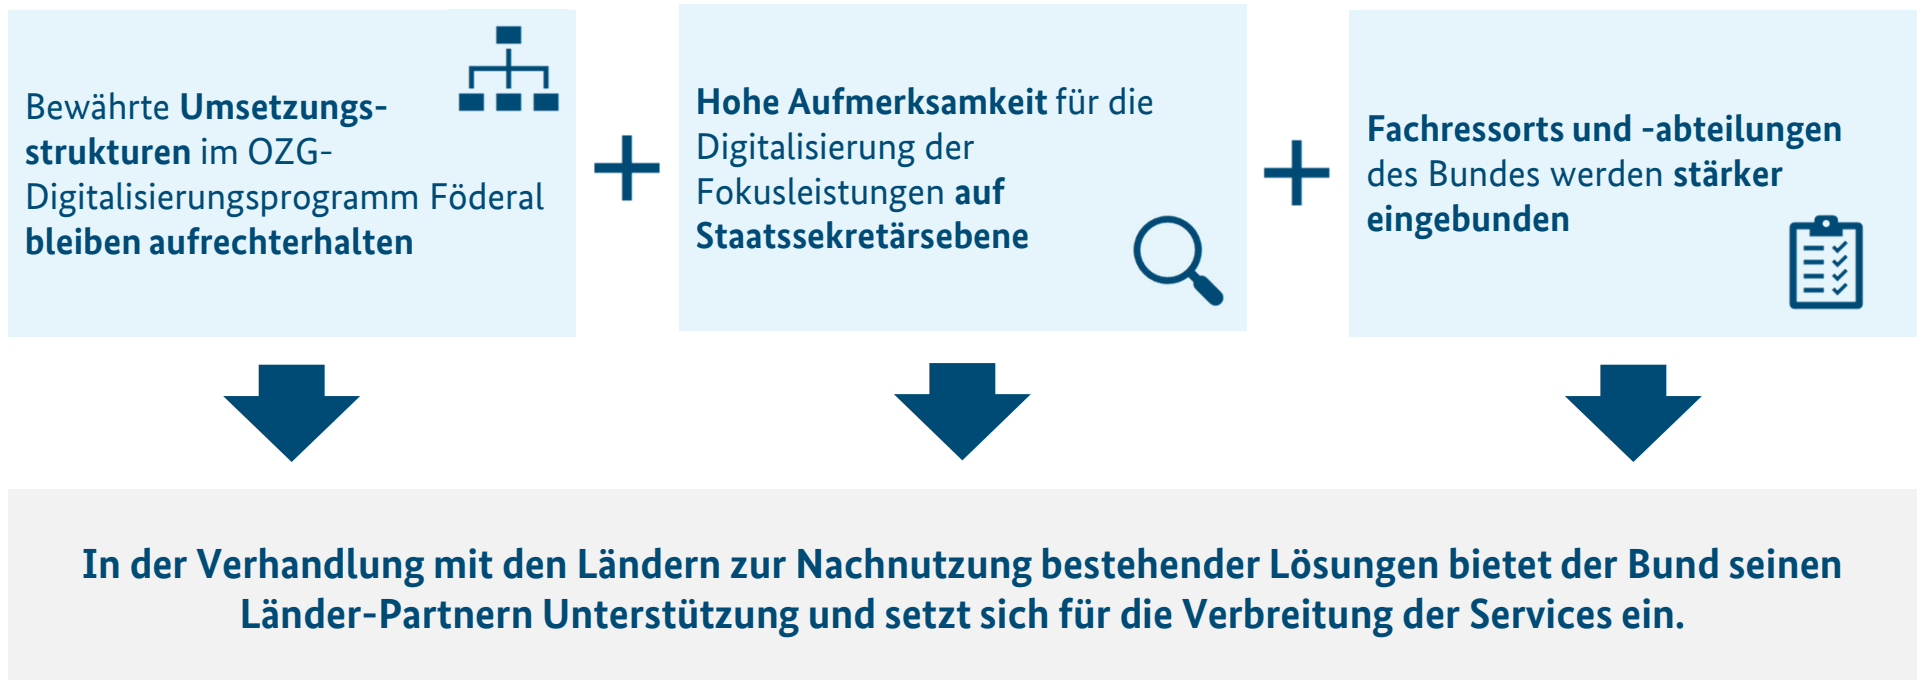 Bewährte Umsetzungs-
strukturen im OZG-
Digitalisierungsprogramm Föderal
bleiben aufrechterhalten
Hohe Aufmerksamkeit für die
Digitalisierung der
Fokusleistungen auf
Staatssekretärsebene
Fachressorts und -abteilungen
des Bundes werden stärker
eingebunden
In der Verhandlung mit den Ländern zur Nachnutzung bestehender Lösungen bietet der Bund seinen
Länder-Partnern Unterstützung und setzt sich für die Verbreitung der Services ein.